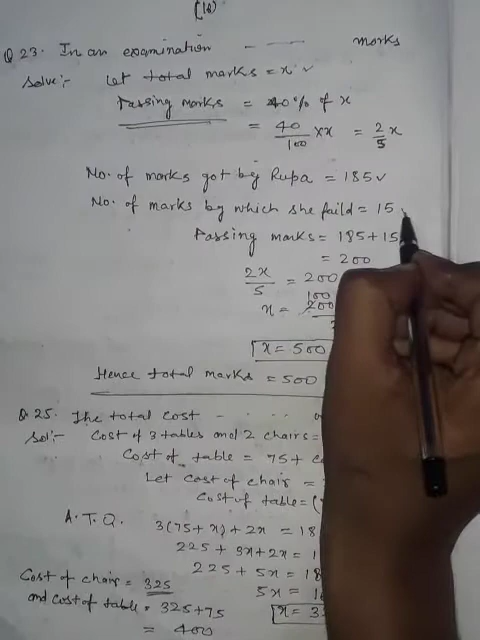 (18)
Q 23. In an examination - - - marks
Solve:- Let total marks = x ✓
Passing marks = 40% of x
= 40/100 × x = 2/5 x
No. of marks got by Rupa = 185 ✓
No. of marks by which she faild = 15
Passing marks = 185 + 15
= 200
2x/5 = 200
x = 200
100
x = 500
Hence total marks = 500
Q 25. The total cost - . . .
Sol:- Cost of 3 tables and 2 chairs =
Cost of table = 75 +
Let cost of chair =
Cost of table = (
A.T.Q. 3(75 + x) + 2x = 18
225 + 3x + 2x = 1
225 + 5x = 18
5x = 1
x = 3
Cost of chair = 325
and cost of table = 325 + 75
= 400